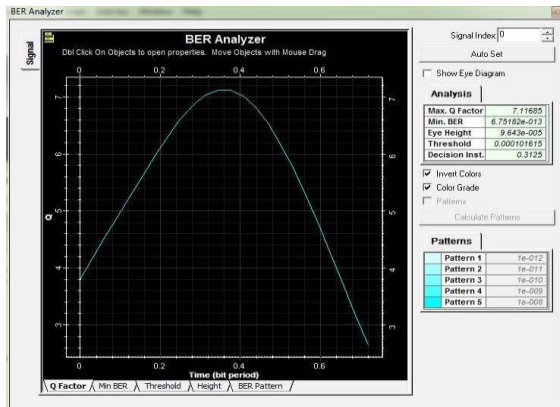 BER Analyzer
Signal
BER Analyzer
Dbl Click On Objects to open properties. Move Objects with Mouse Drag
0 0.2 0.4 0.6
7
6
5
4
3
Q
7
6
5
4
3
0 0.2 0.4 0.6
Time (bit period)
Q Factor Min BER Threshold Height BER Pattern
Signal Index: 0
Auto Set
Show Eye Diagram
Analysis
Max. Q Factor 7.11685
Min. BER 6.75182e-013
Eye Height 9.643e-005
Threshold 0.000101615
Decision Inst. 0.3125
Invert Colors
Color Grade
Patterns
Calculate Patterns
Patterns
Pattern 1 1e-012
Pattern 2 1e-011
Pattern 3 1e-010
Pattern 4 1e-009
Pattern 5 1e-008